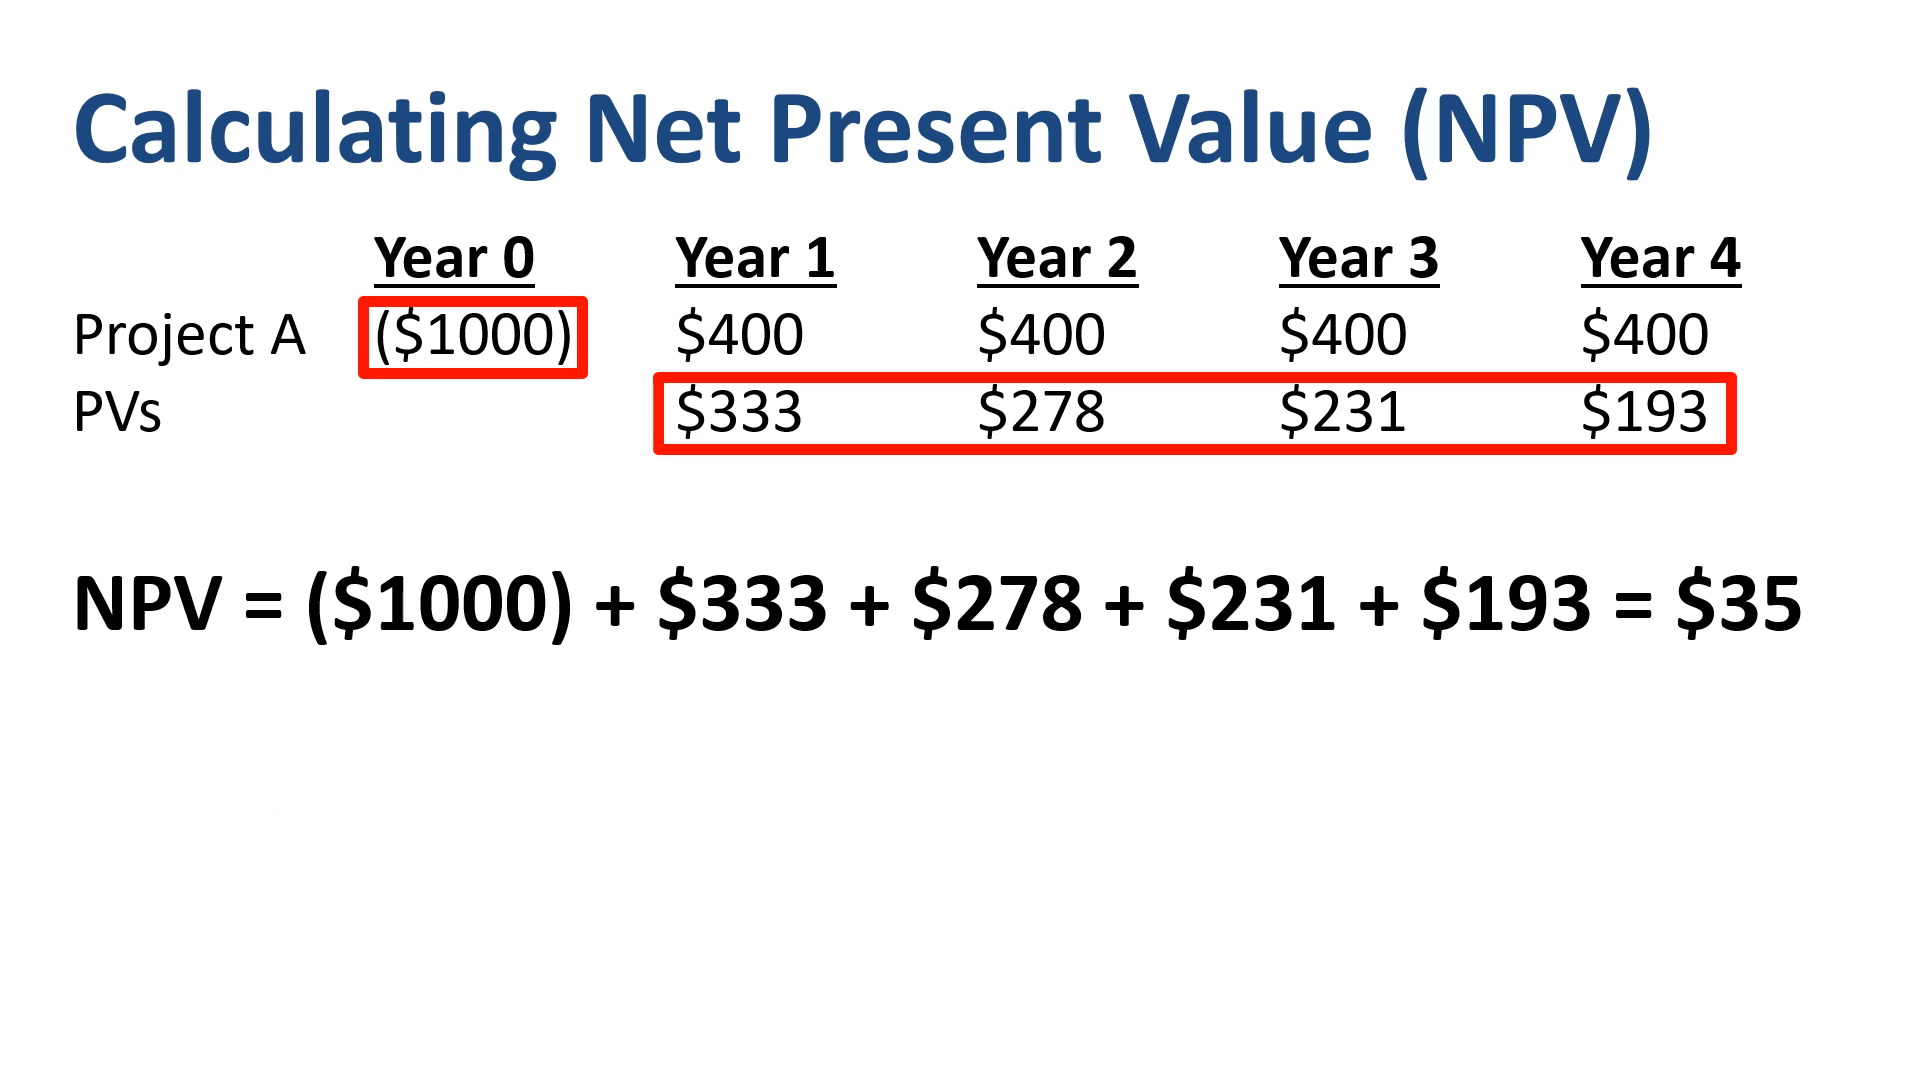 Calculating Net Present Value (NPV)
Year 0 Year 1 Year 2 Year 3 Year 4
Project A ($1000) $400 $400 $400 $400
PVs $333 $278 $231 $193
NPV = ($1000) + $333 + $278 + $231 + $193 = $35